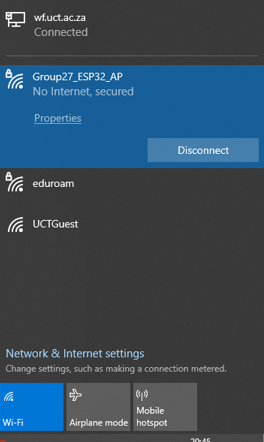 wf.uct.ac.za
Connected
Group27_ESP32_AP
No Internet, secured
Properties
Disconnect
eduroam
UCTGuest
Network & Internet settings
Change settings, such as making a connection metered.
Wi-Fi
Airplane mode
Mobile
hotspot
20:45